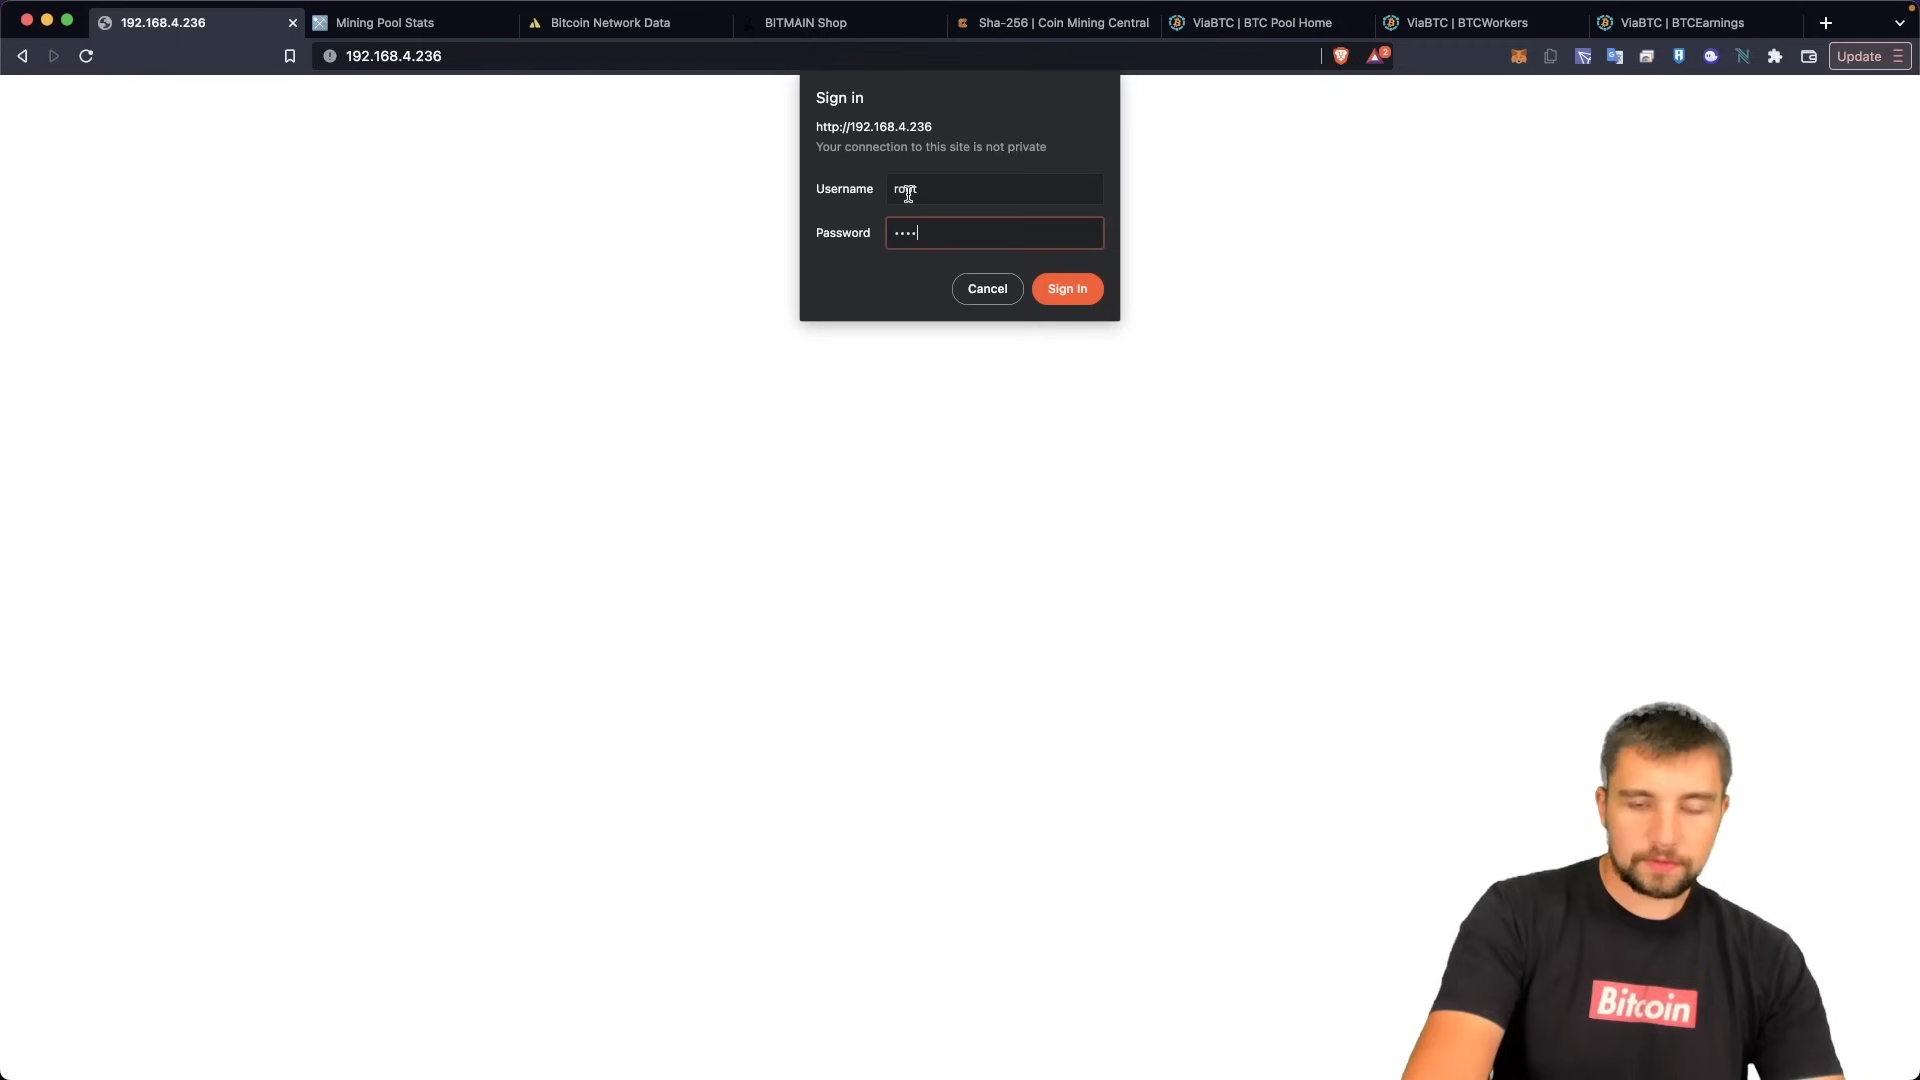 192.168.4.236
Mining Pool Stats
Bitcoin Network Data
BITMAIN Shop
Sha-256 | Coin Mining Central
ViaBTC | BTC Pool Home
ViaBTC | BTCWorkers
ViaBTC | BTCEarnings
192.168.4.236
2
Update
Sign in
http://192.168.4.236
Your connection to this site is not private
Username
root
Password
••••
Cancel
Sign In
Bitcoin